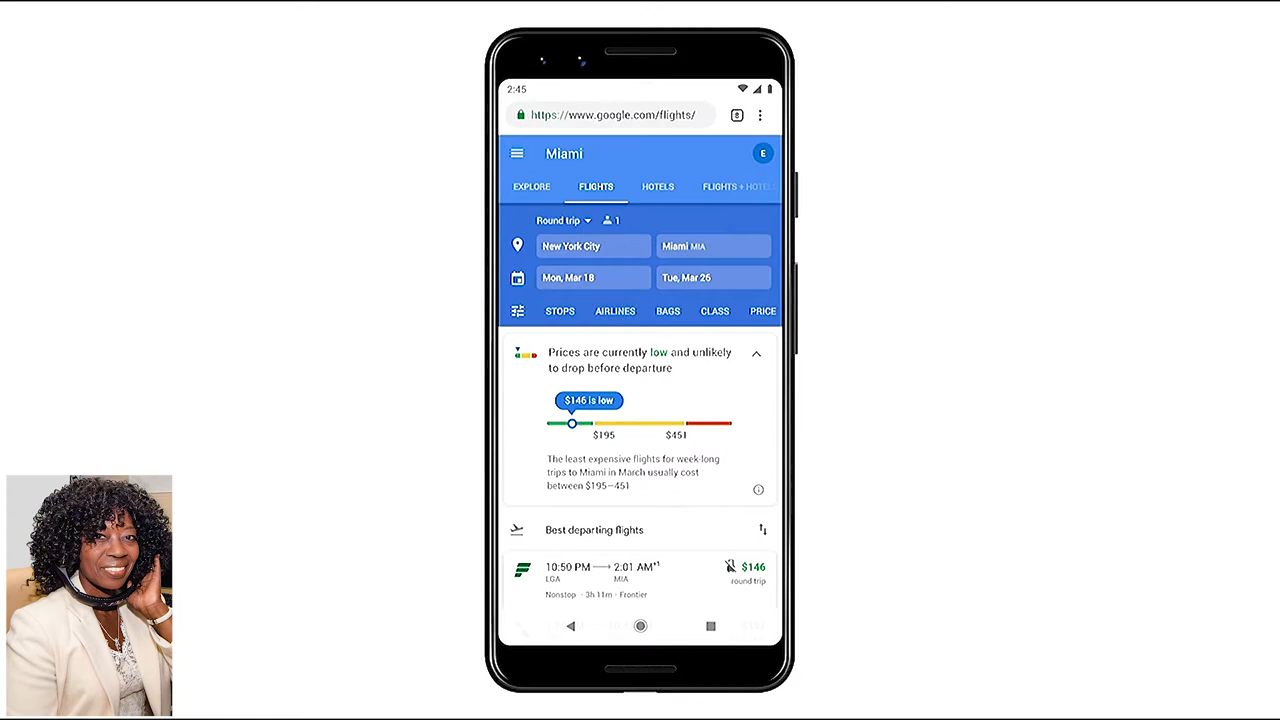 2:45
https://www.google.com/flights/
8
Miami
E
EXPLORE FLIGHTS HOTELS FLIGHTS + HOTEL
Round trip 1
New York City Miami MIA
Mon, Mar 18 Tue, Mar 26
STOPS AIRLINES BAGS CLASS PRICE
Prices are currently low and unlikely
to drop before departure
$146 is low
$195 $451
The least expensive flights for week-long
trips to Miami in March usually cost
between $195–451
Best departing flights
10:50 PM 2:01 AM+1 $146
LGA MIA round trip
Nonstop · 3h 11m · Frontier